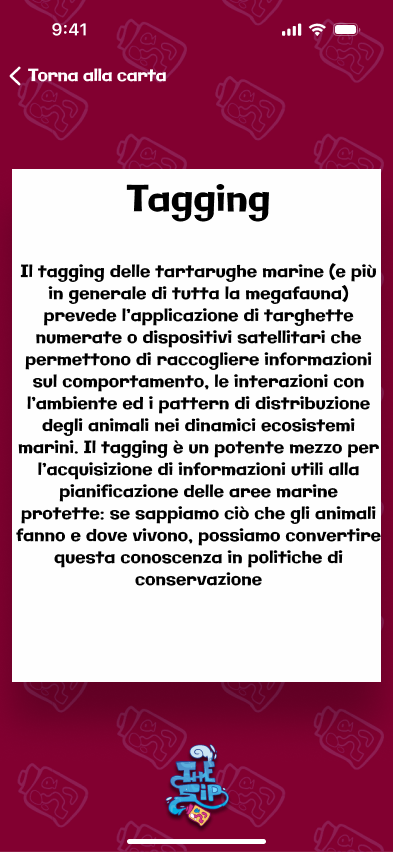 9:41
Torna alla carta
Tagging
Il tagging delle tartarughe marine (e più
in generale di tutta la megafauna)
prevede l'applicazione di targhette
numerate o dispositivi satellitari che
permettono di raccogliere informazioni
sul comportamento, le interazioni con
l'ambiente ed i pattern di distribuzione
degli animali nei dinamici ecosistemi
marini. Il tagging è un potente mezzo per
l'acquisizione di informazioni utili alla
pianificazione delle aree marine
protette: se sappiamo ciò che gli animali
fanno e dove vivono, possiamo convertire
questa conoscenza in politiche di
conservazione
THE
SIP